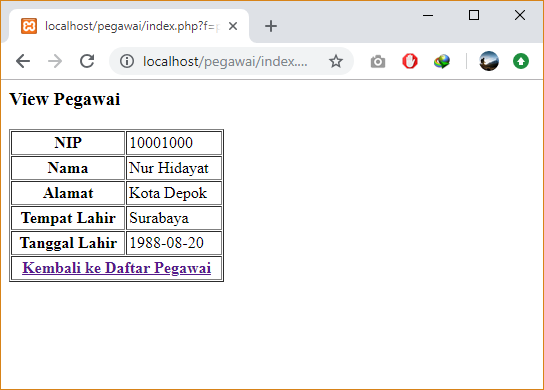 localhost/pegawai/index.php?f=
localhost/pegawai/index....
View Pegawai
NIP 10001000
Nama Nur Hidayat
Alamat Kota Depok
Tempat Lahir Surabaya
Tanggal Lahir 1988-08-20
Kembali ke Daftar Pegawai